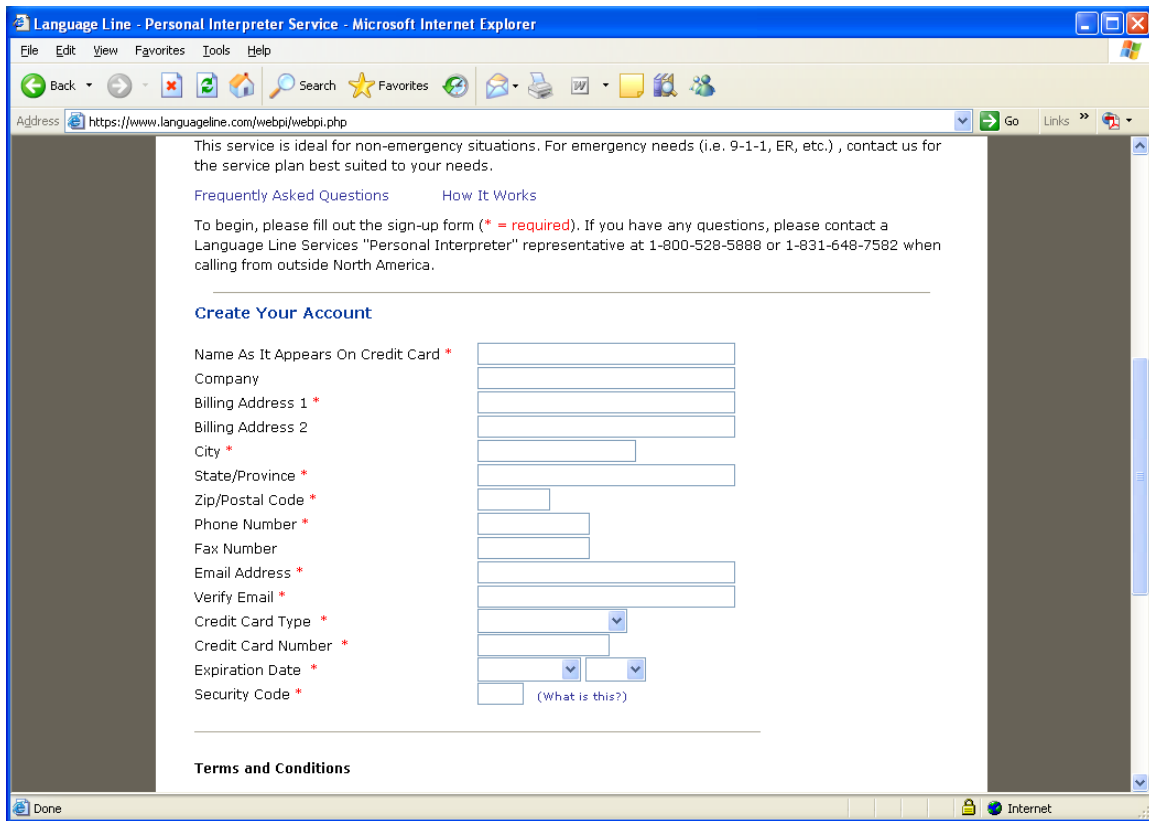 Language Line - Personal Interpreter Service - Microsoft Internet Explorer
File Edit View Favorites Tools Help
Back Search Favorites W
Address https://www.languageline.com/webpi/webpi.php Go Links »
This service is ideal for non-emergency situations. For emergency needs (i.e. 9-1-1, ER, etc.) , contact us for
the service plan best suited to your needs.
Frequently Asked Questions How It Works
To begin, please fill out the sign-up form (* = required). If you have any questions, please contact a
Language Line Services "Personal Interpreter" representative at 1-800-528-5888 or 1-831-648-7582 when
calling from outside North America.
Create Your Account
Name As It Appears On Credit Card *
Company
Billing Address 1 *
Billing Address 2
City *
State/Province *
Zip/Postal Code *
Phone Number *
Fax Number
Email Address *
Verify Email *
Credit Card Type *
Credit Card Number *
Expiration Date *
Security Code * (What is this?)
Terms and Conditions
Done Internet